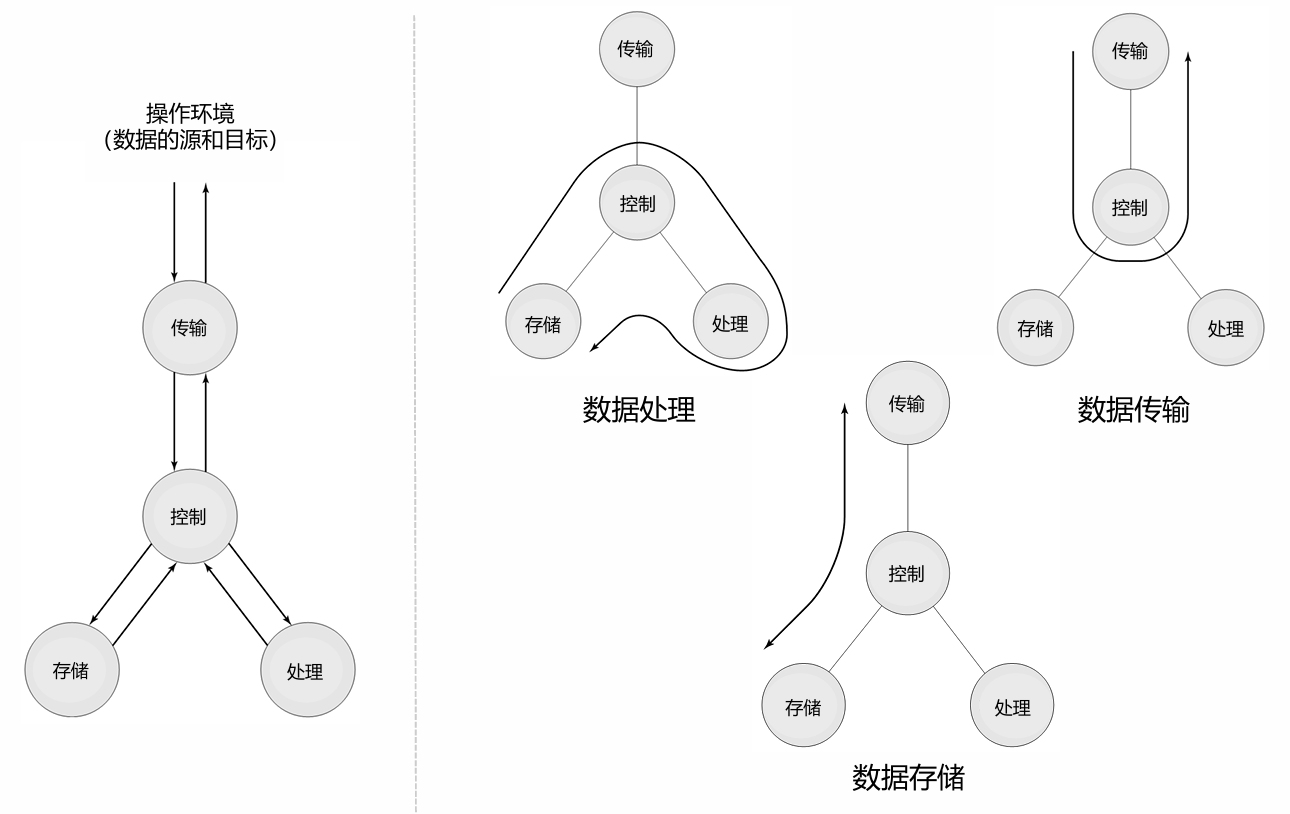 操作环境
（数据的源和目标）
传输
控制
存储
处理
传输
控制
存储
处理
数据处理
传输
控制
存储
处理
数据传输
传输
控制
存储
处理
数据存储